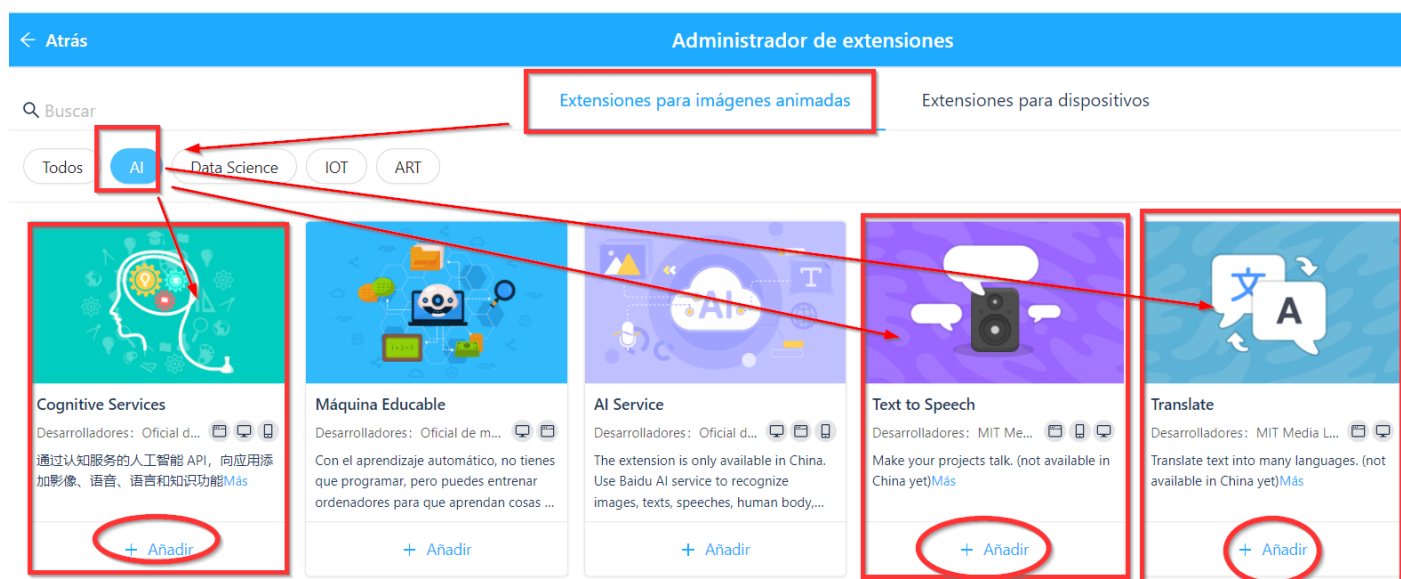 ← Atrás
Administrador de extensiones
Buscar
Extensiones para imágenes animadas
Extensiones para dispositivos
Todos
AI
Data Science
IOT
ART
AI
T
1+2=3
文
A
Cognitive Services
Desarrolladores: Oficial d...
通过认知服务的人工智能 API，向应用添
加影像、语音、语言和知识功能Más
+ Añadir
Máquina Educable
Desarrolladores: Oficial de m...
Con el aprendizaje automático, no tienes
que programar, pero puedes entrenar
ordenadores para que aprendan cosas ...
+ Añadir
AI Service
Desarrolladores: Oficial d...
The extension is only available in China.
Use Baidu AI service to recognize
images, texts, speeches, human body,...
+ Añadir
Text to Speech
Desarrolladores: MIT Me...
Make your projects talk. (not available in
China yet)Más
+ Añadir
Translate
Desarrolladores: MIT Media L...
Translate text into many languages. (not
available in China yet)Más
+ Añadir